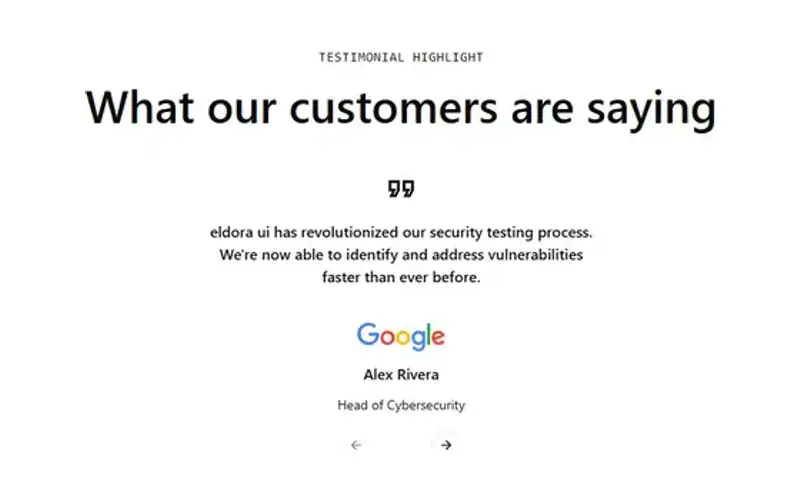 TESTIMONIAL HIGHLIGHT
What our customers are saying
eldora ui has revolutionized our security testing process.
We're now able to identify and address vulnerabilities
faster than ever before.
Google
Alex Rivera
Head of Cybersecurity